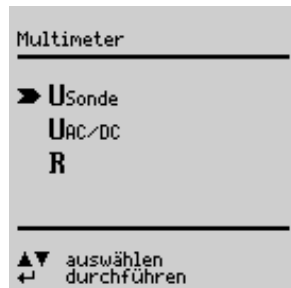 Multimeter
USonde
UAC/DC
R
auswählen
durchführen